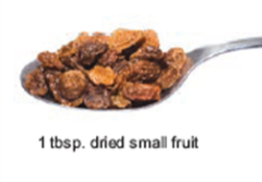 1 tbsp. dried small fruit